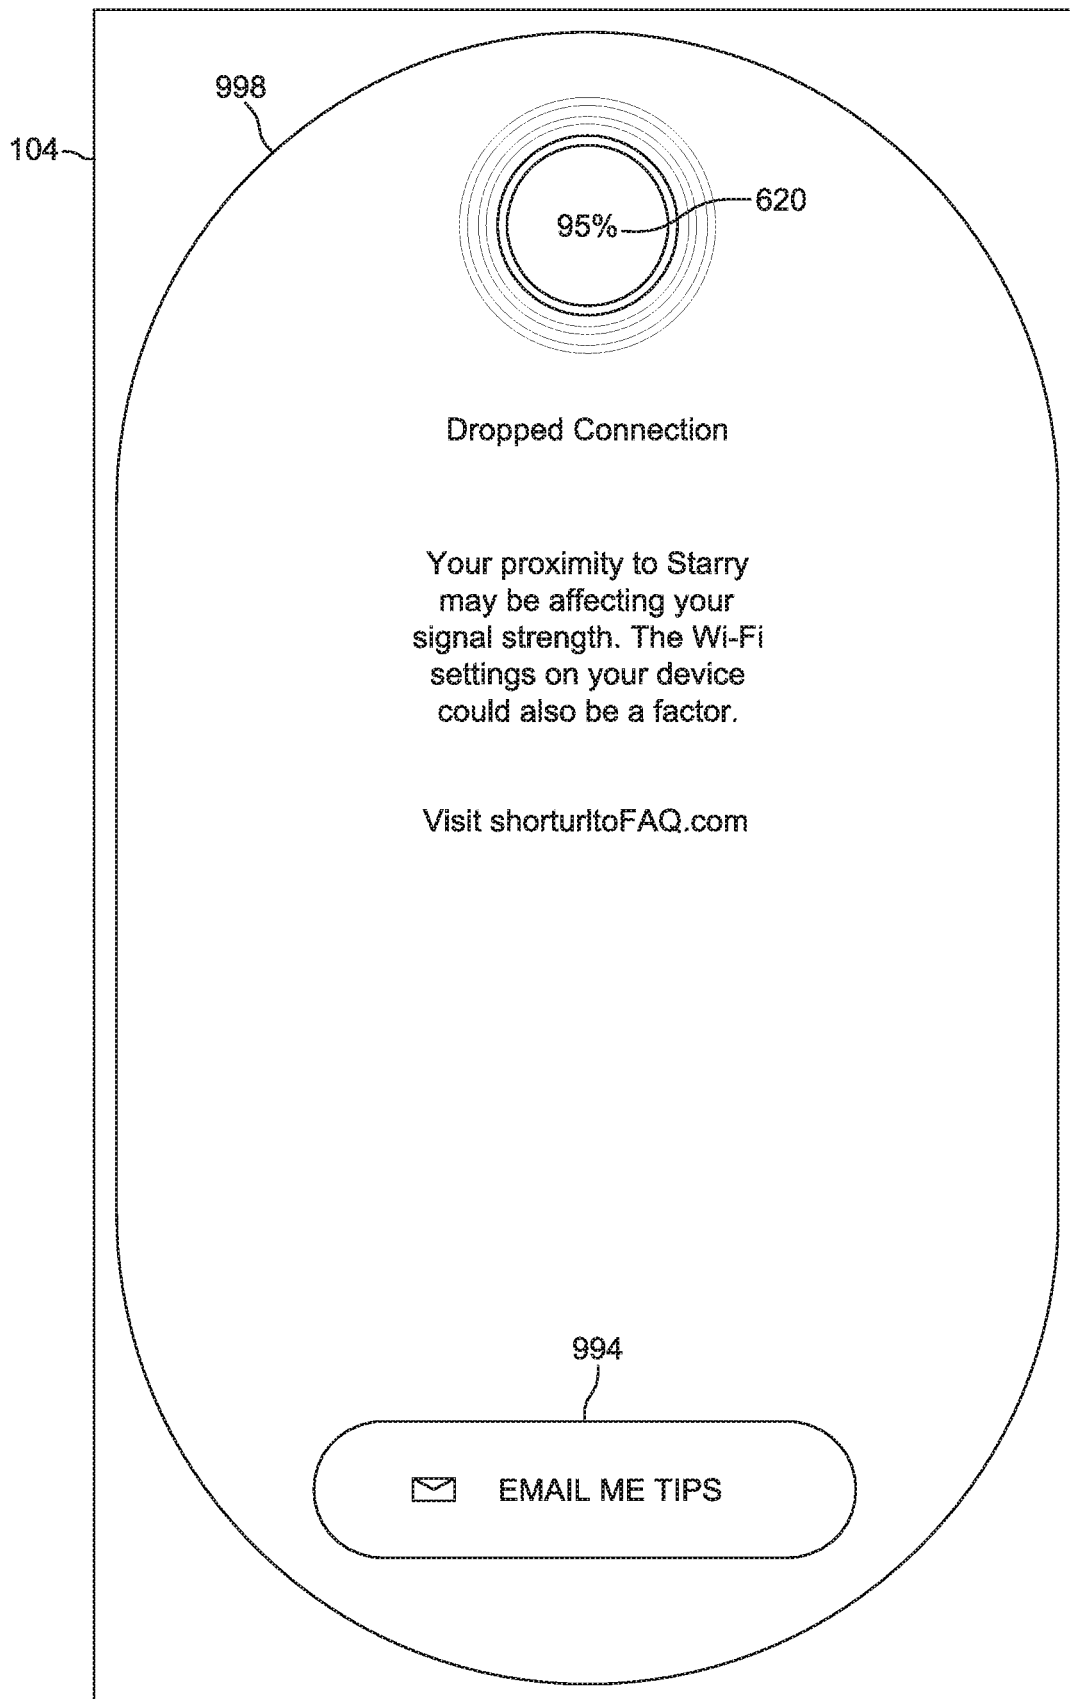 998
104
620
95%
Dropped Connection
Your proximity to Starry
may be affecting your
signal strength. The Wi-Fi
settings on your device
could also be a factor.
Visit shorturltoFAQ.com
994
EMAIL ME TIPS